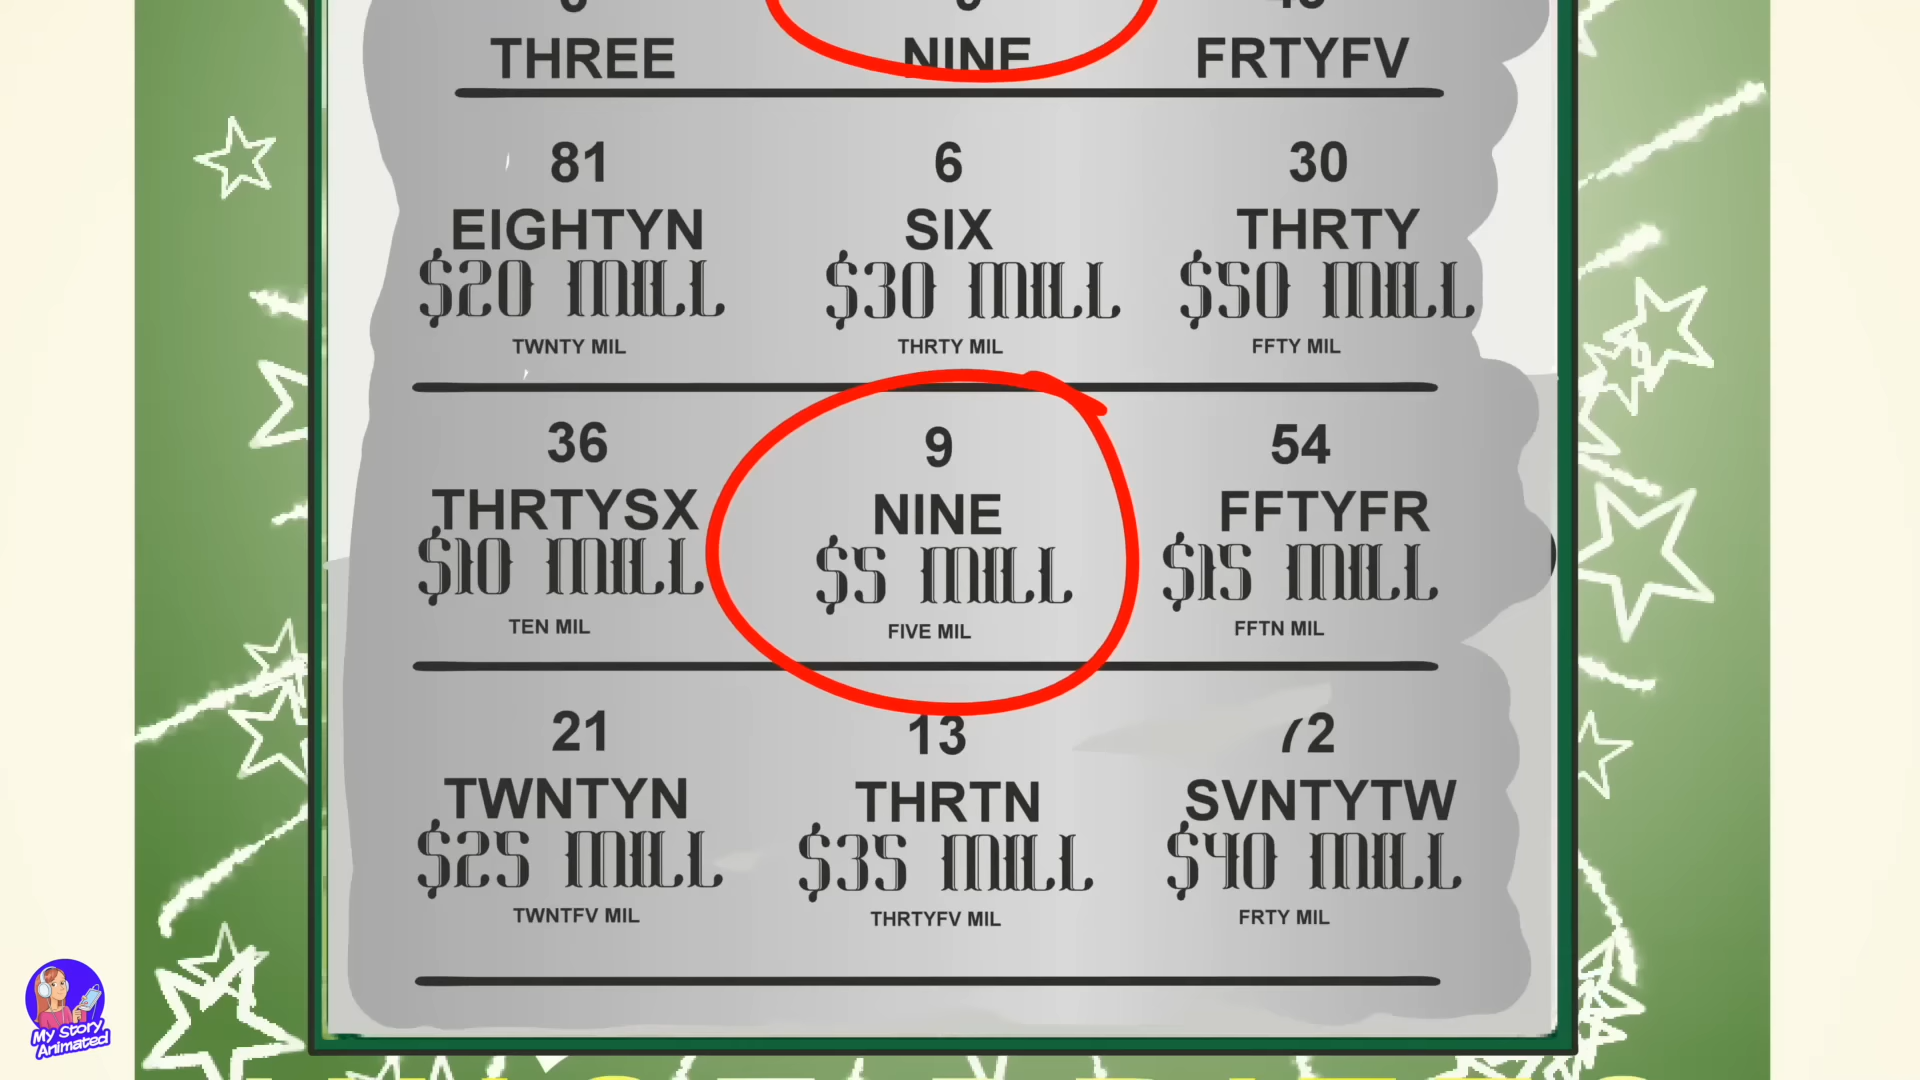 THREE NINE FRTYFV
81 6 30
EIGHTYN SIX THRTY
$20 MILL $30 MILL $50 MILL
TWNTY MIL THRTY MIL FFTY MIL
36 9 54
THRTYSX NINE FFTYFR
$10 MILL $5 MILL $15 MILL
TEN MIL FIVE MIL FFTN MIL
21 13 72
TWNTYN THRTN SVNTYTW
$25 MILL $35 MILL $40 MILL
TWNTFV MIL THRTYFV MIL FRTY MIL
My Story
Animated